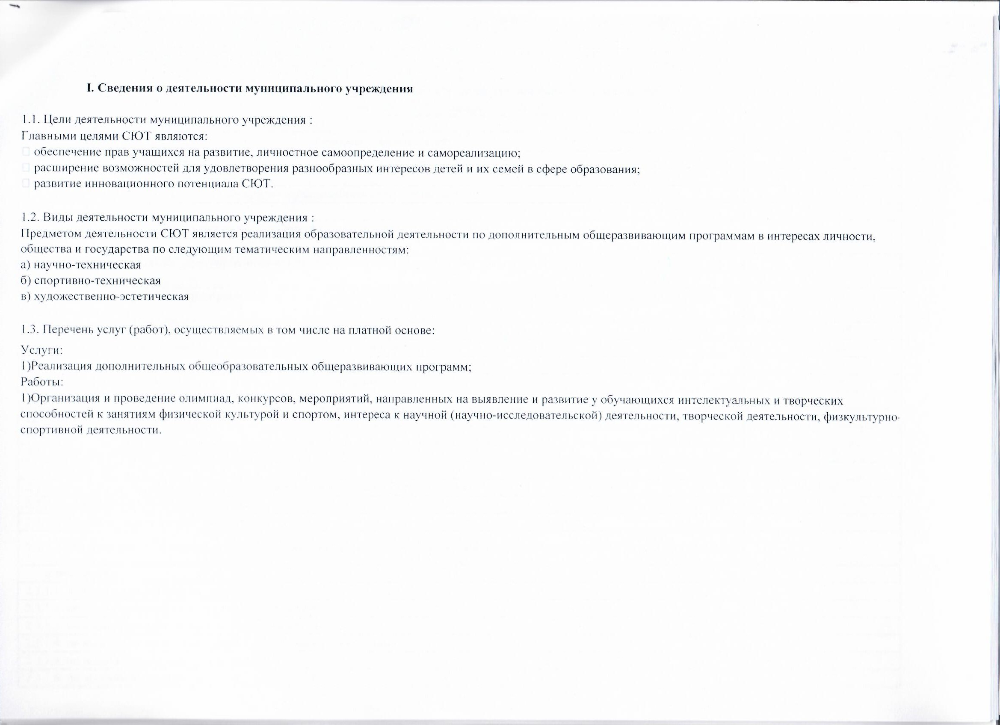 I. Сведения о деятельности муниципального учреждения
1.1. Цели деятельности муниципального учреждения :
Главными целями СЮТ являются:
обеспечение прав учащихся на развитие, личностное самоопределение и самореализацию;
расширение возможностей для удовлетворения разнообразных интересов детей и их семей в сфере образования;
развитие инновационного потенциала СЮТ.
1.2. Виды деятельности муниципального учреждения :
Предметом деятельности СЮТ является реализация образовательной деятельности по дополнительным общеразвивающим программам в интересах личности,
общества и государства по следующим тематическим направленностям:
а) научно-техническая
б) спортивно-техническая
в) художественно-эстетическая
1.3. Перечень услуг (работ), осуществляемых в том числе на платной основе:
Услуги:
1)Реализация дополнительных общеобразовательных общеразвивающих программ;
Работы:
1)Организация и проведение олимпиад, конкурсов, мероприятий, направленных на выявление и развитие у обучающихся интелектуальных и творческих
способностей к занятиям физической культурой и спортом, интереса к научной (научно-исследовательской) деятельности, творческой деятельности, физкультурно-
спортивной деятельности.